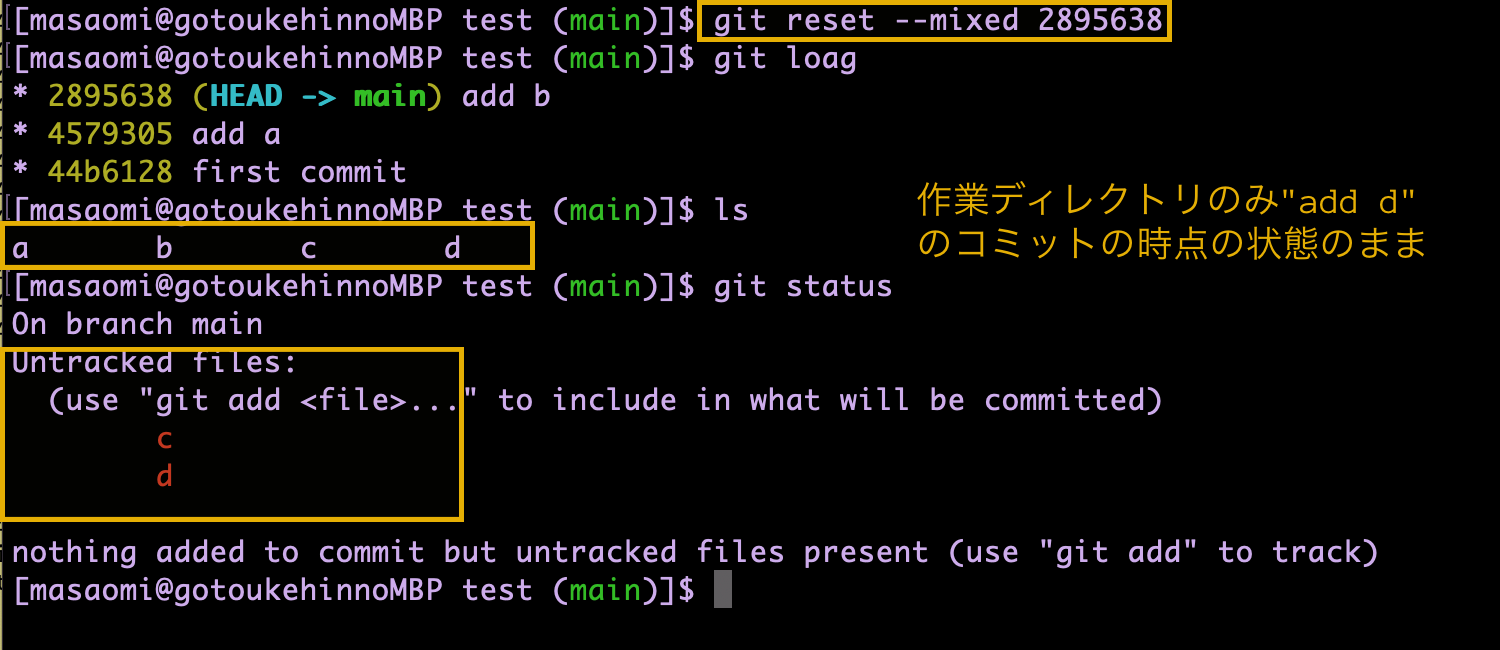 [[masaomi@gotoukehinnoMBP test (main)]$ git reset --mixed 2895638
[[masaomi@gotoukehinnoMBP test (main)]$ git loag
* 2895638 (HEAD -> main) add b
* 4579305 add a
* 44b6128 first commit
[[masaomi@gotoukehinnoMBP test (main)]$ ls
a b c d
作業ディレクトリのみ"add d"
のコミットの時点の状態のまま
[[masaomi@gotoukehinnoMBP test (main)]$ git status
On branch main
Untracked files:
(use "git add <file>..." to include in what will be committed)
c
d
nothing added to commit but untracked files present (use "git add" to track)
[masaomi@gotoukehinnoMBP test (main)]$